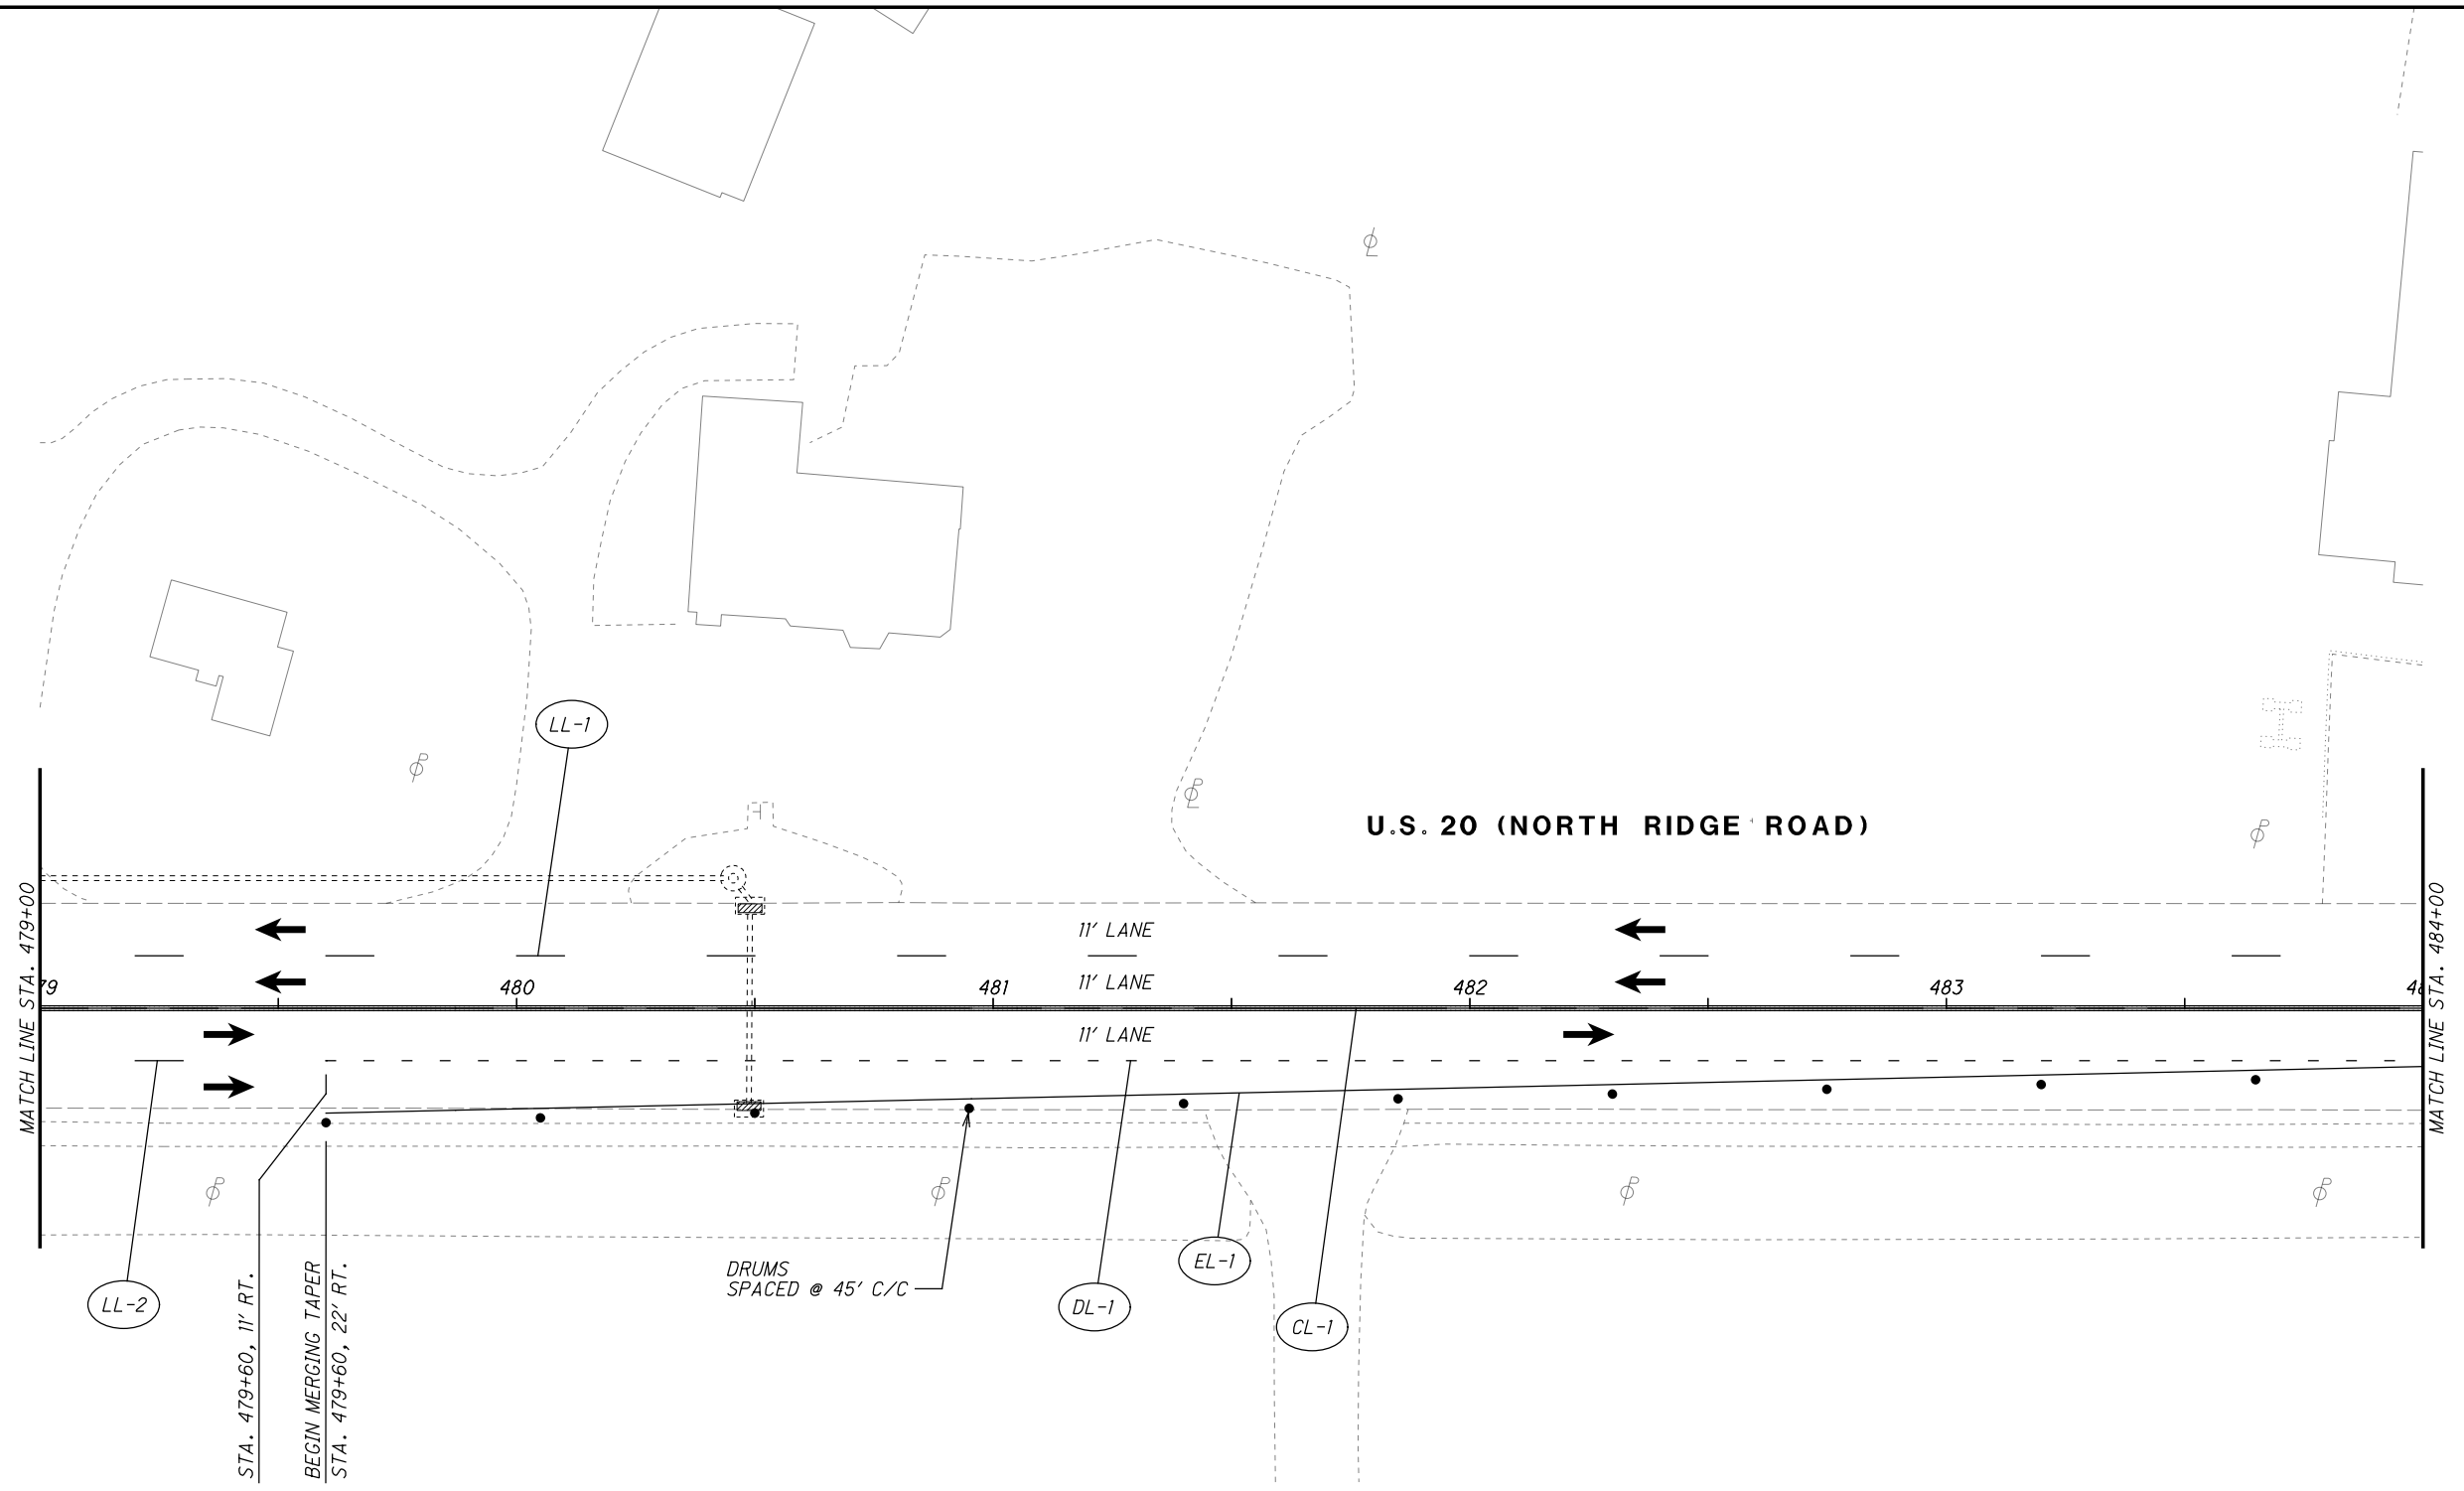 LL-1
U.S. 20 (NORTH RIDGE ROAD)
MATCH LINE STA. 479+00
MATCH LINE STA. 484+00
11' LANE
11' LANE
79
480
481
482
483
48
11' LANE
LL-2
STA. 479+60, 11' RT.
BEGIN MERGING TAPER
STA. 479+60, 22' RT.
DRUMS
SPACED @ 45' C/C
DL-1
EL-1
CL-1